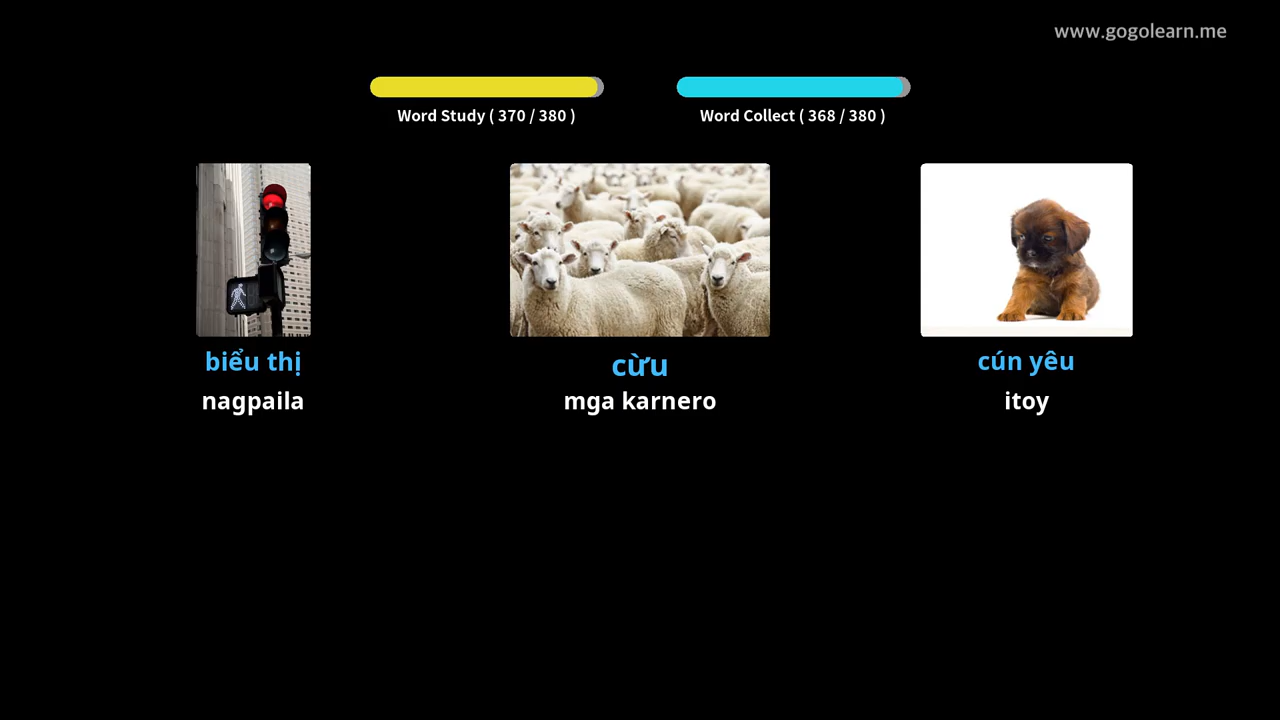 www.gogolearn.me
Word Study ( 370 / 380 )
Word Collect ( 368 / 380 )
biểu thị
nagpaila
cừu
mga karnero
cún yêu
itoy